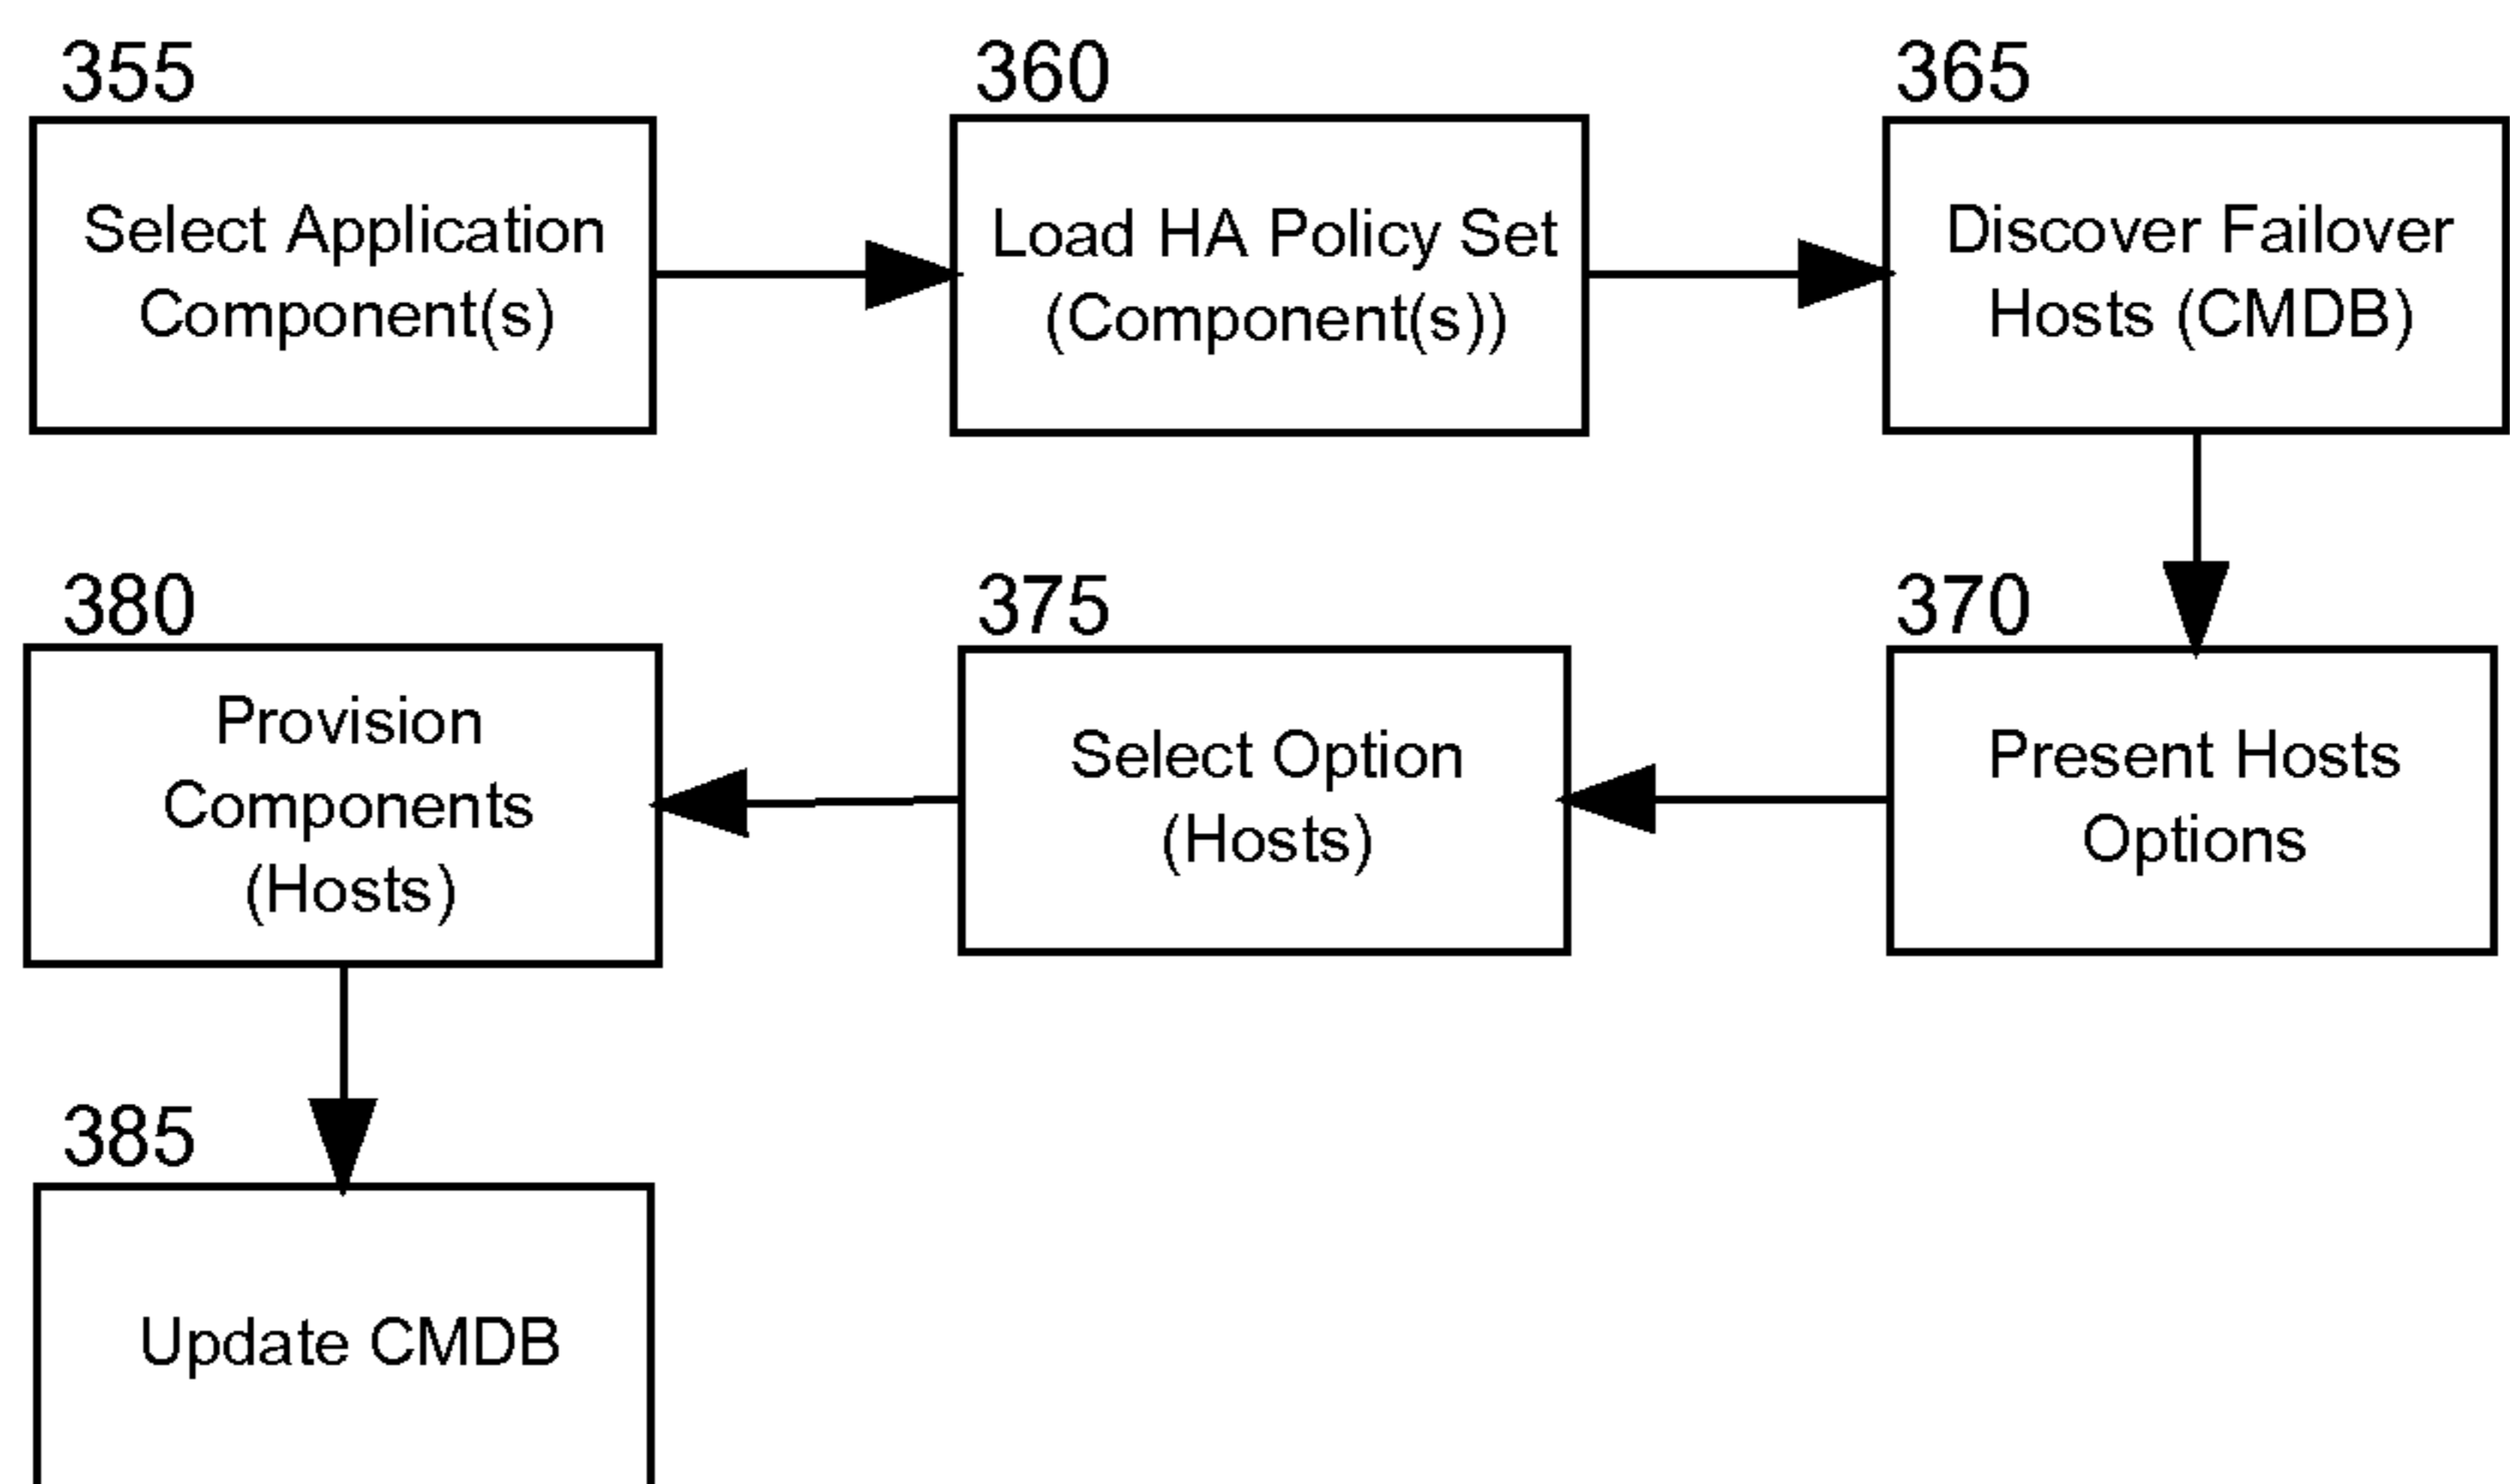 355
Select Application
Component(s)
360
Load HA Policy Set
(Component(s))
365
Discover Failover
Hosts (CMDB)
370
Present Hosts
Options
375
Select Option
(Hosts)
380
Provision
Components
(Hosts)
385
Update CMDB